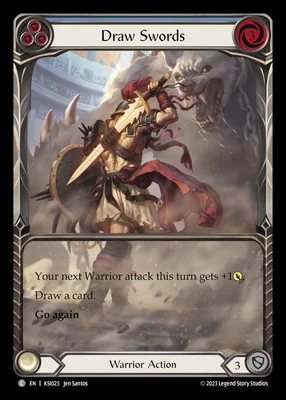 Draw Swords
3
Your next Warrior attack this turn gets +1
Draw a card.
Go again
Warrior Action
3
C EN | KSI025 Jen Santos
© 2023 Legend Story Studios